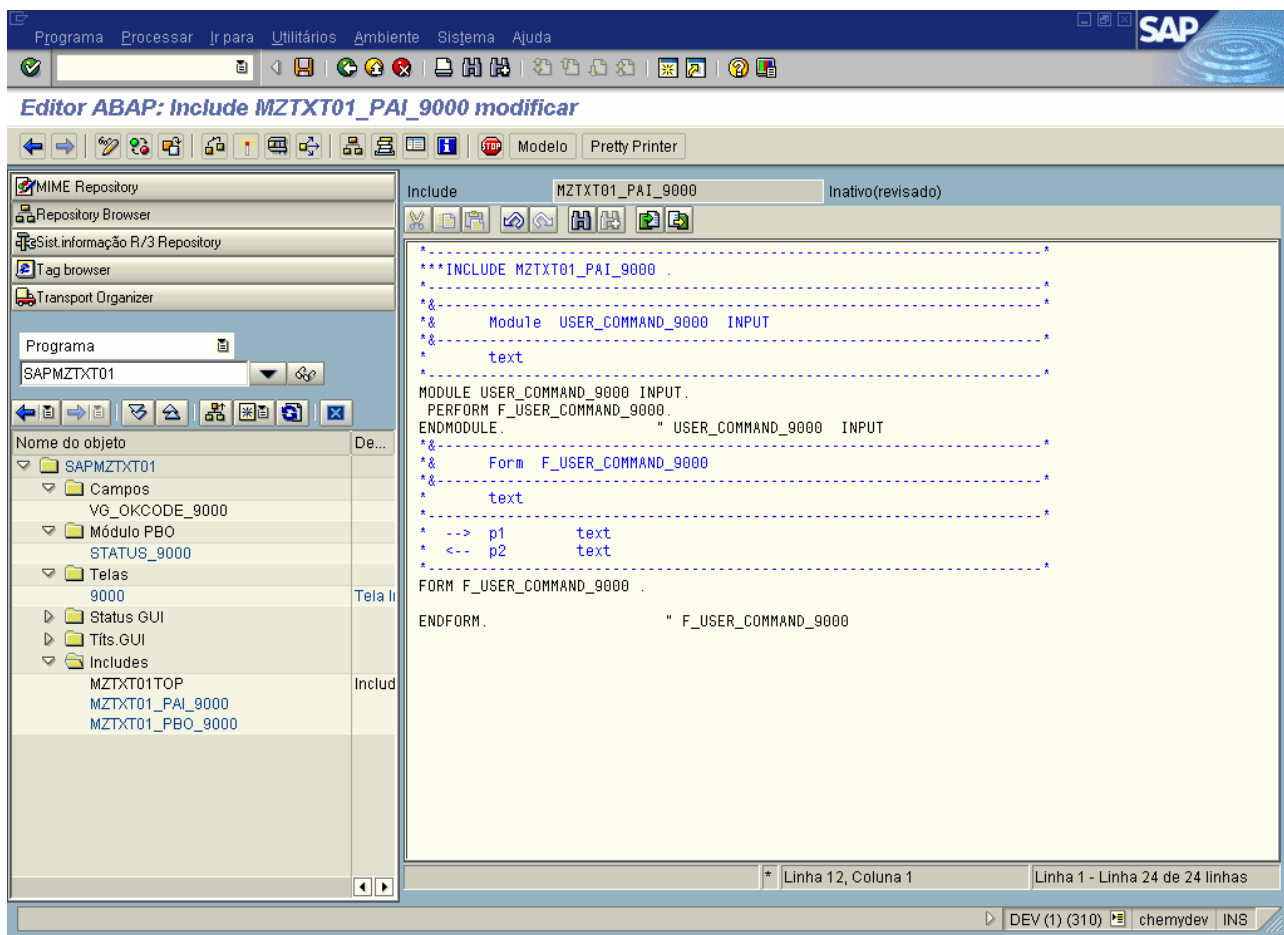 Programa Processar Ir para Utilitários Ambiente Sistema Ajuda
SAP
Editor ABAP: Include MZTXT01_PAI_9000 modificar
Modelo Pretty Printer
MIME Repository
Repository Browser
Sist.informação R/3 Repository
Tag browser
Transport Organizer
Programa
SAPMZTXT01
Nome do objeto De...
SAPMZTXT01
Campos
VG_OKCODE_9000
Módulo PBO
STATUS_9000
Telas
9000 Tela I
Status GUI
Títs.GUI
Includes
MZTXT01TOP Includ
MZTXT01_PAI_9000
MZTXT01_PBO_9000
Include MZTXT01_PAI_9000 Inativo(revisado)
*----------------------------------------------------------------------*
***INCLUDE MZTXT01_PAI_9000 .
*----------------------------------------------------------------------*
*&---------------------------------------------------------------------*
*& Module USER_COMMAND_9000 INPUT
*&---------------------------------------------------------------------*
* text
*----------------------------------------------------------------------*
MODULE USER_COMMAND_9000 INPUT.
PERFORM F_USER_COMMAND_9000.
ENDMODULE. " USER_COMMAND_9000 INPUT
*&---------------------------------------------------------------------*
*& Form F_USER_COMMAND_9000
*&---------------------------------------------------------------------*
* text
*----------------------------------------------------------------------*
* --> p1 text
* <-- p2 text
*----------------------------------------------------------------------*
FORM F_USER_COMMAND_9000 .
ENDFORM. " F_USER_COMMAND_9000
* Linha 12, Coluna 1 Linha 1 - Linha 24 de 24 linhas
DEV (1) (310) chemydev INS